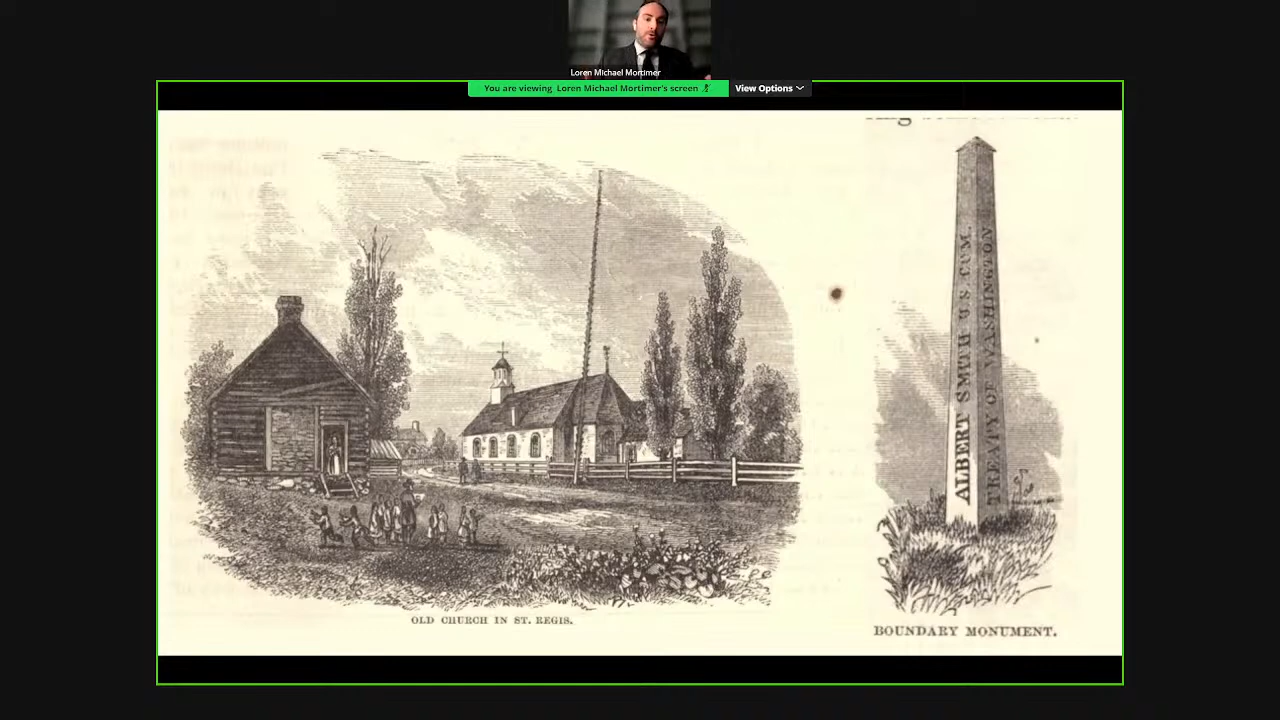 Loren Michael Mortimer
You are viewing Loren Michael Mortimer's screen
View Options
ALBERT SMITH U.S. CUM.
TREATY OF WASHINGTON
OLD CHURCH IN ST. REGIS.
BOUNDARY MONUMENT.